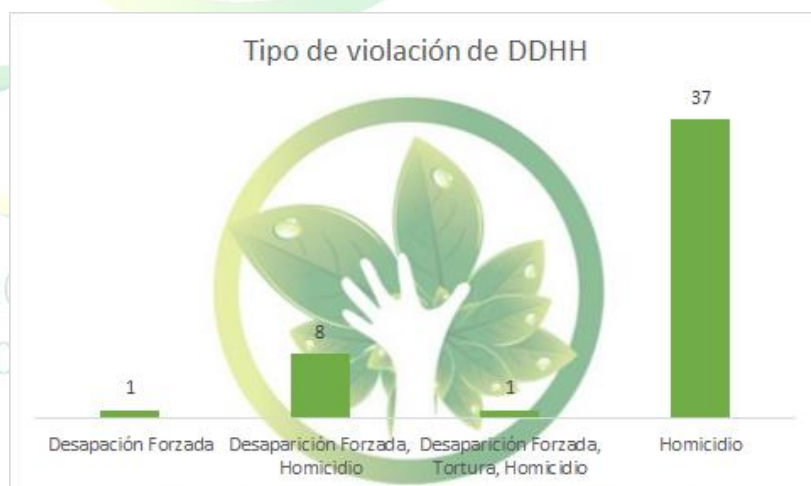 Tipo de violación de DDHH
37
8
1
1
Desapación Forzada
Desaparición Forzada,
Homicidio
Desaparición Forzada,
Tortura, Homicidio
Homicidio